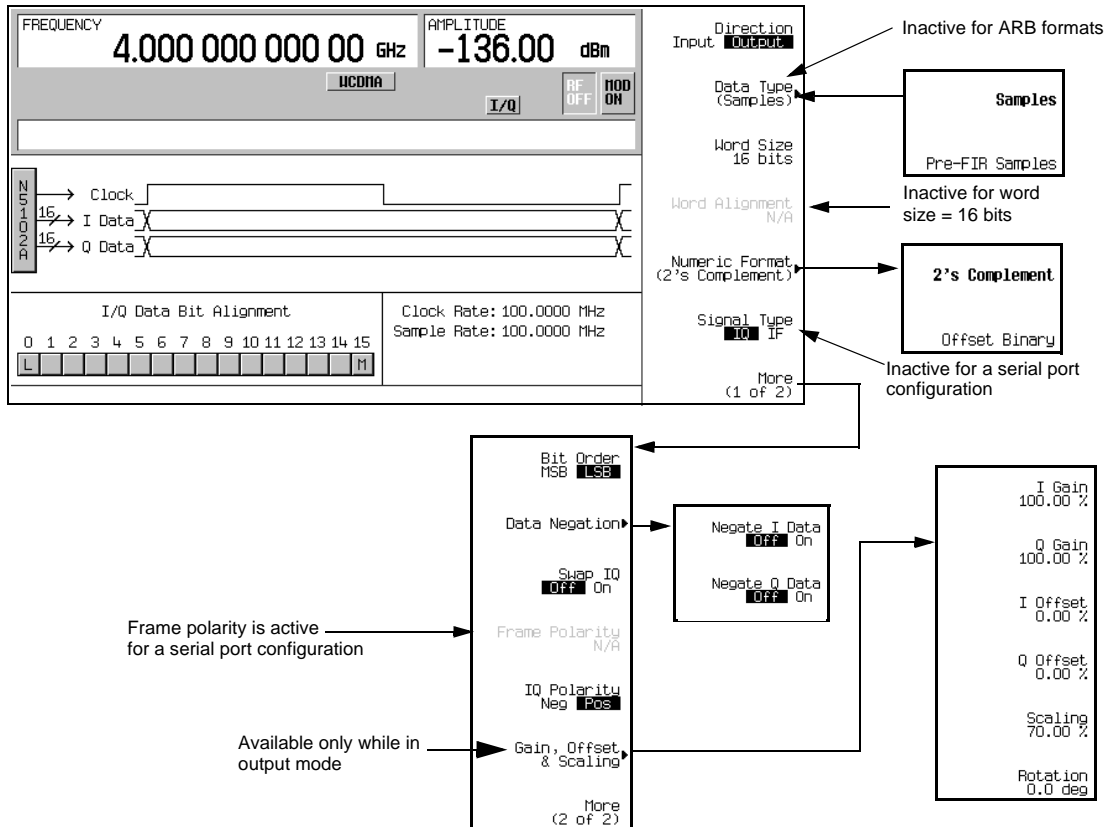 FREQUENCY
4.000 000 000 00 GHz
AMPLITUDE
-136.00 dBm
WCDMA
I/Q
RF OFF
MOD ON
N5102A
Clock
16 I Data
16 Q Data
I/Q Data Bit Alignment
0 1 2 3 4 5 6 7 8 9 10 11 12 13 14 15
L M
Clock Rate: 100.0000 MHz
Sample Rate: 100.0000 MHz
Direction
Input Output
Data Type
(Samples)
Word Size
16 bits
Word Alignment
N/A
Numeric Format
(2's Complement)
Signal Type
IQ IF
More
(1 of 2)
Inactive for ARB formats
Samples
Pre-FIR Samples
Inactive for word
size = 16 bits
2's Complement
Offset Binary
Inactive for a serial port
configuration
Bit Order
MSB LSB
Data Negation
Swap IQ
Off On
Frame Polarity
N/A
IQ Polarity
Neg Pos
Gain, Offset
& Scaling
More
(2 of 2)
Frame polarity is active
for a serial port configuration
Available only while in
output mode
Negate I Data
Off On
Negate Q Data
Off On
I Gain
100.00 %
Q Gain
100.00 %
I Offset
0.00 %
Q Offset
0.00 %
Scaling
70.00 %
Rotation
0.0 deg